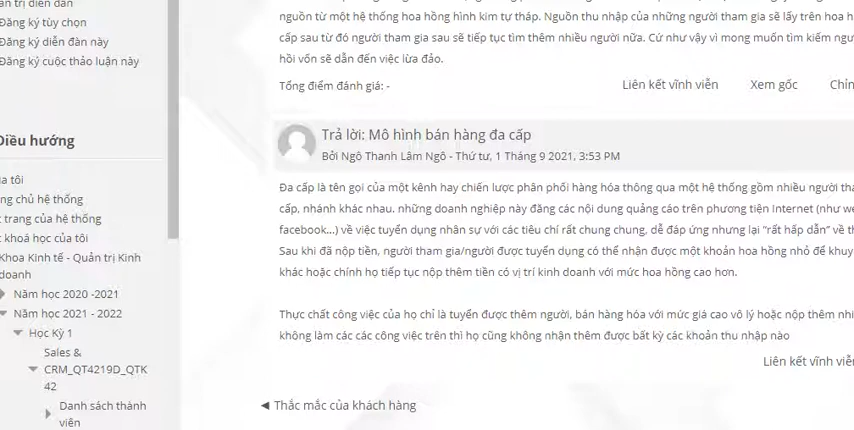 ản trị diễn đàn
Đăng ký tùy chọn
Đăng ký diễn đàn này
Đăng ký cuộc thảo luận này
Điều hướng
ng chủ hệ thống
trang của hệ thống
khoá học của tôi
Khoa Kinh tế - Quản trị Kinh
doanh
Năm học 2020 -2021
Năm học 2021 - 2022
Học Kỳ 1
Sales &
CRM_QT4219D_QTK
42
Danh sách thành
viên
nguồn từ một hệ thống hoa hồng hình kim tự tháp. Nguồn thu nhập của những người tham gia sẽ lấy trên hoa h
cấp sau từ đó người tham gia sau sẽ tiếp tục tìm thêm nhiều người nữa. Cứ như vậy vì mong muốn tìm kiếm ngu
hồi vốn sẽ dẫn đến việc lừa đảo.
Tổng điểm đánh giá: -
Liên kết vĩnh viễn Xem gốc Chỉn
Trả lời: Mô hình bán hàng đa cấp
Bởi Ngô Thanh Lâm Ngô - Thứ tư, 1 Tháng 9 2021, 3:53 PM
Đa cấp là tên gọi của một kênh hay chiến lược phân phối hàng hóa thông qua một hệ thống gồm nhiều người tha
cấp, nhánh khác nhau. những doanh nghiệp này đăng các nội dung quảng cáo trên phương tiện Internet (như we
facebook...) về việc tuyển dụng nhân sự với các tiêu chí rất chung chung, dễ đáp ứng nhưng lại “rất hấp dẫn” về th
Sau khi đã nộp tiền, người tham gia/người được tuyển dụng có thể nhận được một khoản hoa hồng nhỏ để khuy
khác hoặc chính họ tiếp tục nộp thêm tiền có vị trí kinh doanh với mức hoa hồng cao hơn.
Thực chất công việc của họ chỉ là tuyển được thêm người, bán hàng hóa với mức giá cao vô lý hoặc nộp thêm nhi
không làm các các công việc trên thì họ cũng không nhận thêm được bất kỳ các khoản thu nhập nào
Liên kết vĩnh viễ
◄ Thắc mắc của khách hàng